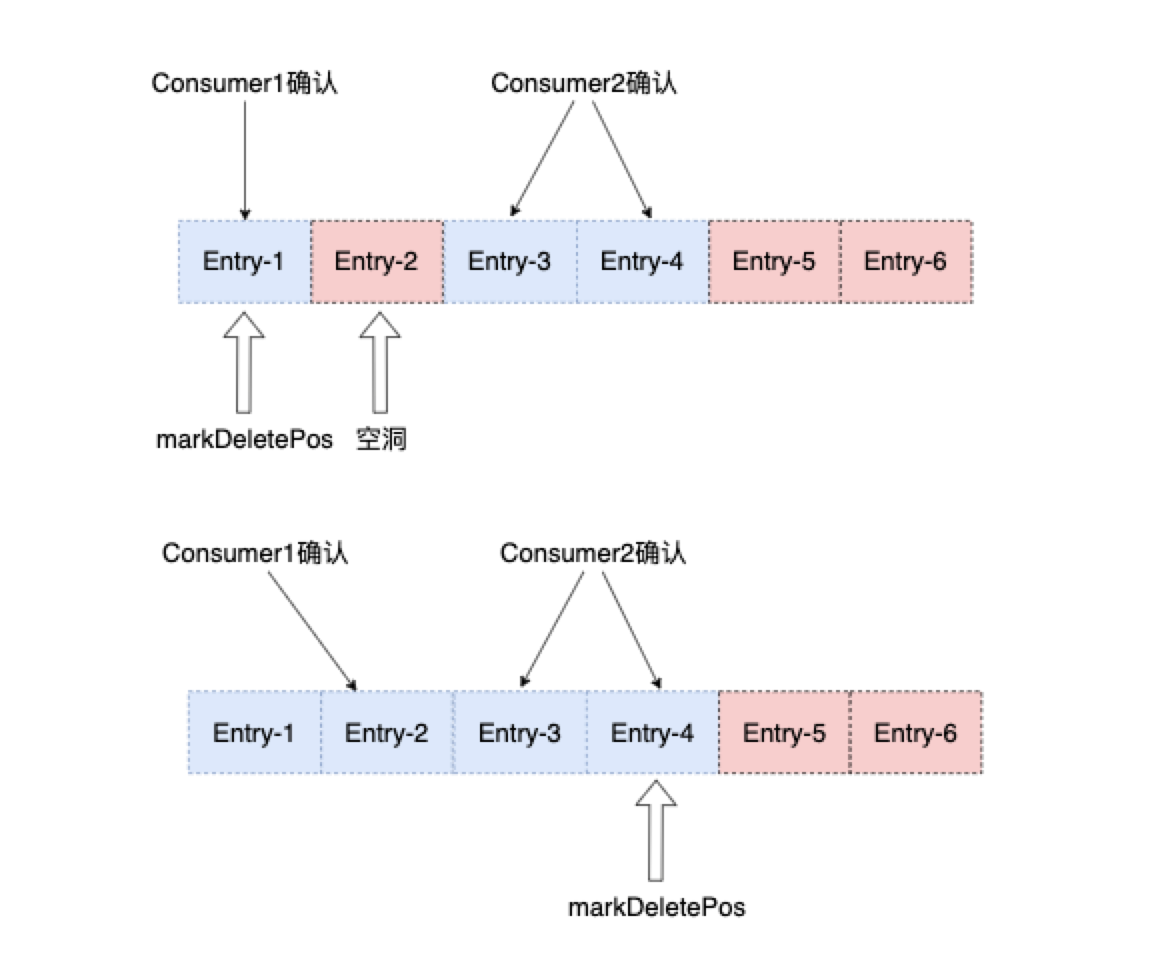 Consumer1确认 Consumer2确认
Entry-1 Entry-2 Entry-3 Entry-4 Entry-5 Entry-6
markDeletePos 空洞
Consumer1确认 Consumer2确认
Entry-1 Entry-2 Entry-3 Entry-4 Entry-5 Entry-6
markDeletePos